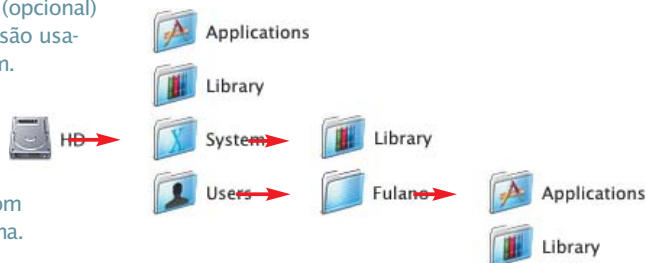 (opcional)
são usa-
m.
Applications
Library
HD
System
Library
Users
Fulano
Applications
Library
om
na.